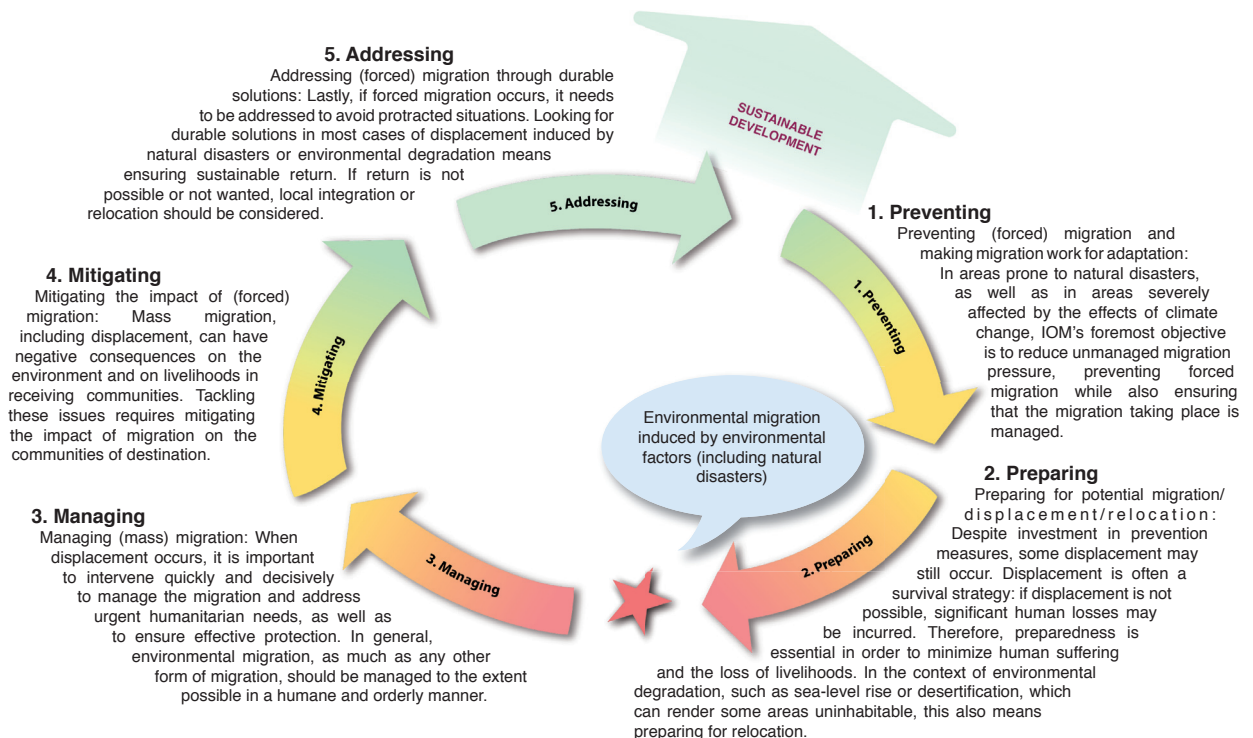 SUSTAINABLE
DEVELOPMENT
1. Preventing
Preventing (forced) migration and
making migration work for adaptation:
In areas prone to natural disasters,
as well as in areas severely
affected by the effects of climate
change, IOM's foremost objective
is to reduce unmanaged migration
pressure, preventing forced
migration while also ensuring
that the migration taking place is
managed.
1. Preventing
2. Preparing
Preparing for potential migration/
displacement/relocation:
Despite investment in prevention
measures, some displacement may
still occur. Displacement is often a
survival strategy: if displacement is not
possible, significant human losses may
be incurred. Therefore, preparedness is
essential in order to minimize human suffering
and the loss of livelihoods. In the context of environmental
degradation, such as sea-level rise or desertification, which
can render some areas uninhabitable, this also means
preparing for relocation.
2. Preparing
Environmental migration
induced by environmental
factors (including natural
disasters)
3. Managing
Managing (mass) migration: When
displacement occurs, it is important
to intervene quickly and decisively
to manage the migration and address
urgent humanitarian needs, as well as
to ensure effective protection. In general,
environmental migration, as much as any other
form of migration, should be managed to the extent
possible in a humane and orderly manner.
3. Managing
4. Mitigating
Mitigating the impact of (forced)
migration: Mass migration,
including displacement, can have
negative consequences on the
environment and on livelihoods in
receiving communities. Tackling
these issues requires mitigating
the impact of migration on the
communities of destination.
4. Mitigating
5. Addressing
Addressing (forced) migration through durable
solutions: Lastly, if forced migration occurs, it needs
to be addressed to avoid protracted situations. Looking for
durable solutions in most cases of displacement induced by
natural disasters or environmental degradation means
ensuring sustainable return. If return is not
possible or not wanted, local integration or
relocation should be considered.
5. Addressing